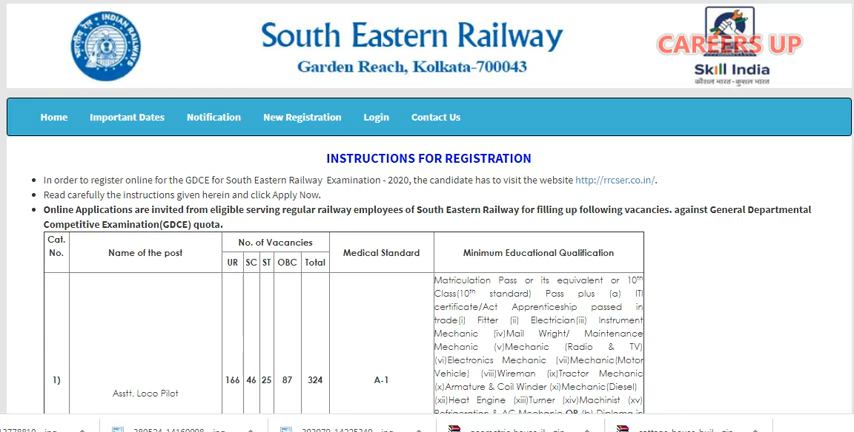 South Eastern Railway
CAREERS UP
Garden Reach, Kolkata-700043
Skill India
कौशल भारत - कुशल भारत
Home Important Dates Notification New Registration Login Contact Us
INSTRUCTIONS FOR REGISTRATION
In order to register online for the GDCE for South Eastern Railway Examination - 2020, the candidate has to visit the website http://rrcser.co.in/.
Read carefully the instructions given herein and click Apply Now.
Online Applications are invited from eligible serving regular railway employees of South Eastern Railway for filling up following vacancies. against General Departmental
Competitive Examination(GDCE) quota.
Cat. No.
Name of the post
No. of Vacancies
UR SC ST OBC Total
Medical Standard
Minimum Educational Qualification
1)
Asstt. Loco Pilot
166 46 25 87 324
A-1
Matriculation Pass or its equivalent or 10th
Class(10th standard) Pass plus (a) ITI
certificate/Act Apprenticeship passed in
trade(i) Fitter (ii) Electrician(iii) Instrument
Mechanic (iv)Mail Wright/ Maintenance
Mechanic (v)Mechanic (Radio & TV)
(vi)Electronics Mechanic (vii)Mechanic(Motor
Vehicle) (viii)Wireman (ix)Tractor Mechanic
(x)Armature & Coil Winder (xi)Mechanic(Diesel)
(xii)Heat Engine (xiii)Turner (xiv)Machinist (xv)
Refrigeration & AC Mechanic OR (b) Diploma in